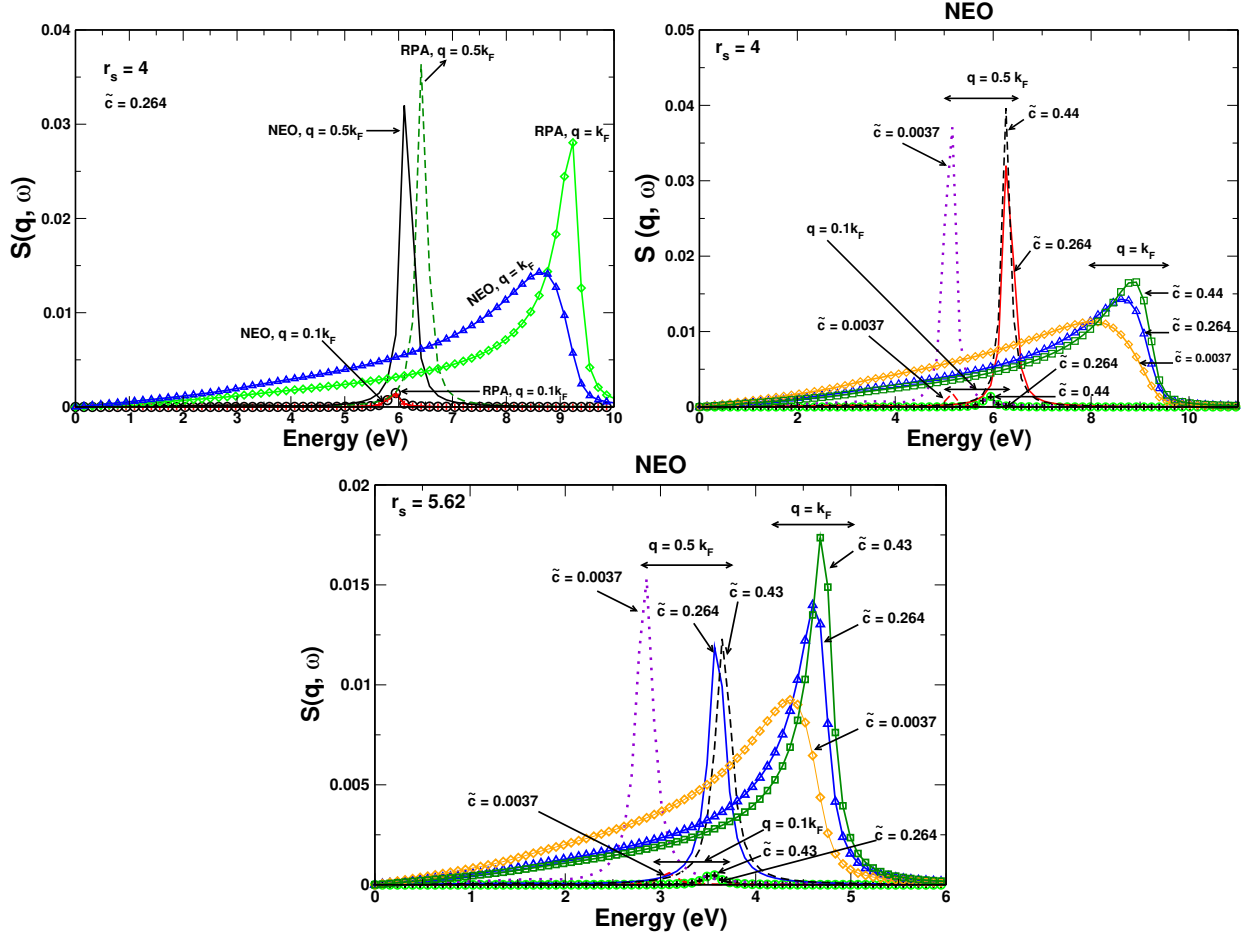 0.04
0.03
0.02
0.01
0
S(q, ω)
r_s = 4
c̃ = 0.264
RPA, q = 0.5k_F
NEO, q = 0.5k_F
RPA, q = k_F
NEO, q = k_F
NEO, q = 0.1k_F
RPA, q = 0.1k_F
0 1 2 3 4 5 6 7 8 9 10
Energy (eV)
NEO
0.05
0.04
0.03
0.02
0.01
0
S (q, ω)
r_s = 4
q = 0.5 k_F
c̃ = 0.44
c̃ = 0.0037
q = 0.1k_F
c̃ = 0.264
q = k_F
c̃ = 0.44
c̃ = 0.0037
c̃ = 0.264
c̃ = 0.264
c̃ = 0.0037
c̃ = 0.44
0 2 4 6 8 10
Energy (eV)
NEO
0.02
0.015
0.01
0.005
0
S(q, ω)
r_s = 5.62
q = k_F
q = 0.5 k_F
c̃ = 0.43
c̃ = 0.0037
c̃ = 0.43
c̃ = 0.264
c̃ = 0.264
c̃ = 0.0037
c̃ = 0.0037
q = 0.1k_F
c̃ = 0.43
c̃ = 0.264
0 1 2 3 4 5 6
Energy (eV)